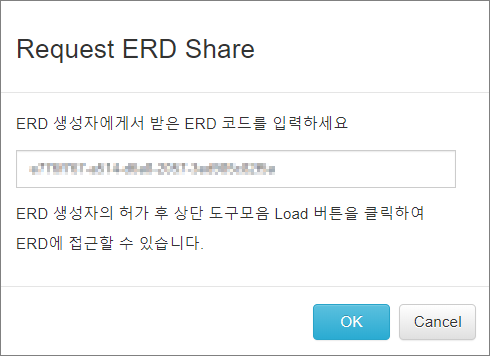 Request ERD Share
ERD 생성자에게서 받은 ERD 코드를 입력하세요
ERD 생성자의 허가 후 상단 도구모음 Load 버튼을 클릭하여
ERD에 접근할 수 있습니다.
OK
Cancel